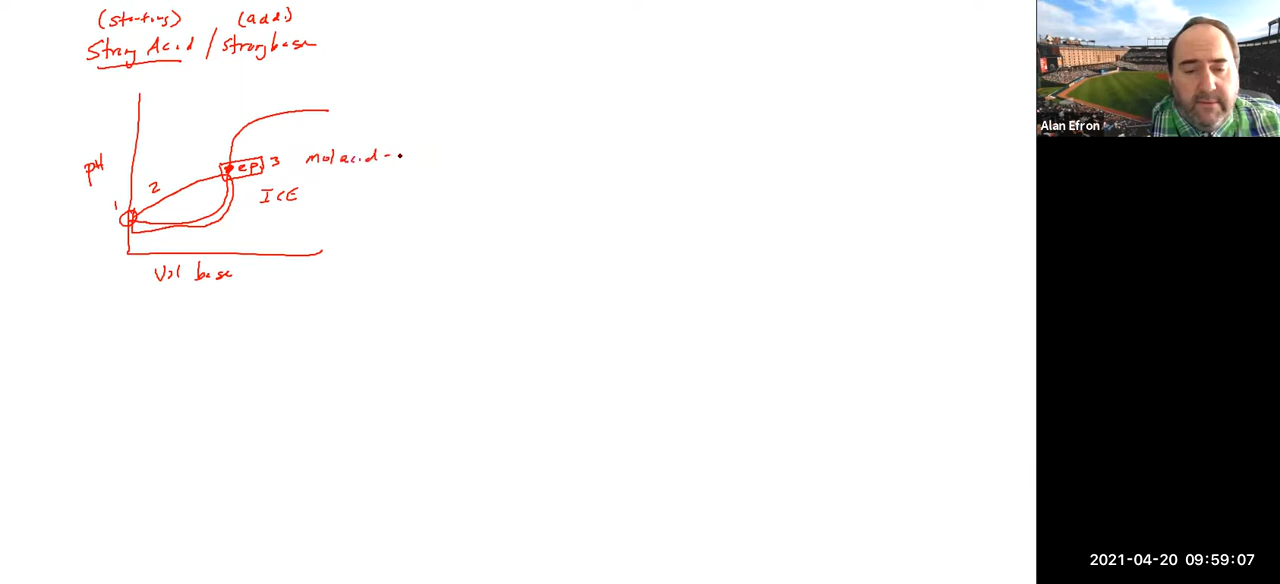 (starting) (add.)
Strong Acid / strong base
pH
1
2
e.p.
3
mol acid -
ICE
Vol base
Alan Efron
2021-04-20 09:59:07